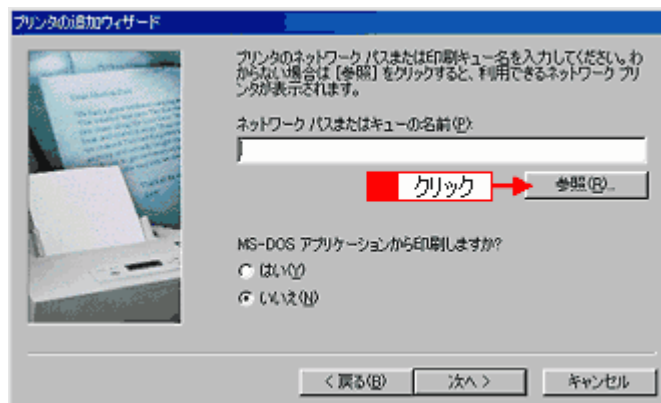 プリンタの追加ウィザード
プリンタのネットワーク パスまたは印刷キュー名を入力してください。わ
からない場合は [参照] をクリックすると、利用できるネットワーク プリ
ンタが表示されます。
ネットワーク パスまたはキューの名前(P):
クリック
参照(R)...
MS-DOS アプリケーションから印刷しますか?
はい(Y)
いいえ(N)
< 戻る(B)
次へ >
キャンセル